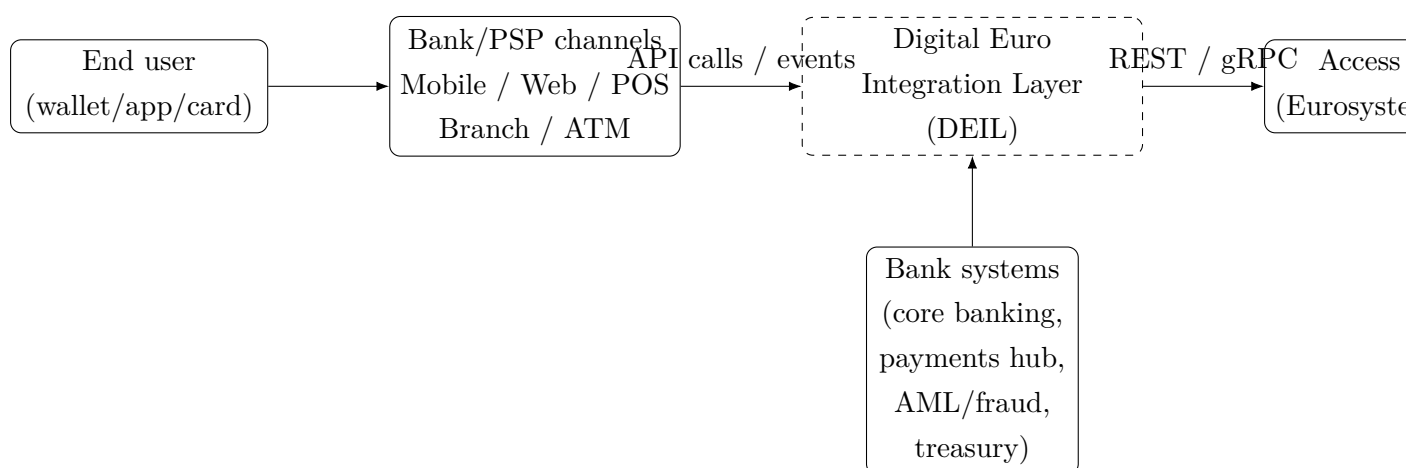 End user
(wallet/app/card)
Bank/PSP channels
Mobile / Web / POS
Branch / ATM
API calls / events
Digital Euro
Integration Layer
(DEIL)
REST / gRPC
Access
(Eurosyste
Bank systems
(core banking,
payments hub,
AML/fraud,
treasury)